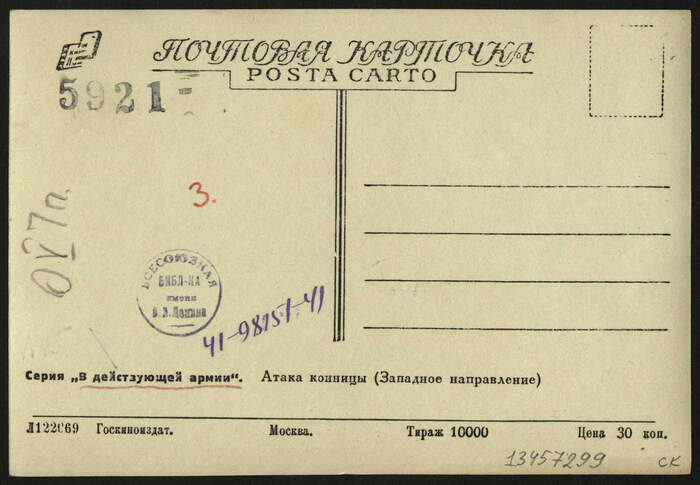 ПОЧТОВАЯ КАРТОЧКА
POSTA CARTO
5921
3.
ВСЕСОЮЗНАЯ
БИБЛ-КА
имени
В. И. Ленина
41-98151-41
Серия „В действующей армии“. Атака конницы (Западное направление)
Л122069 Госкиноиздат. Москва. Тираж 10000 Цена 30 коп.
13457299 СК